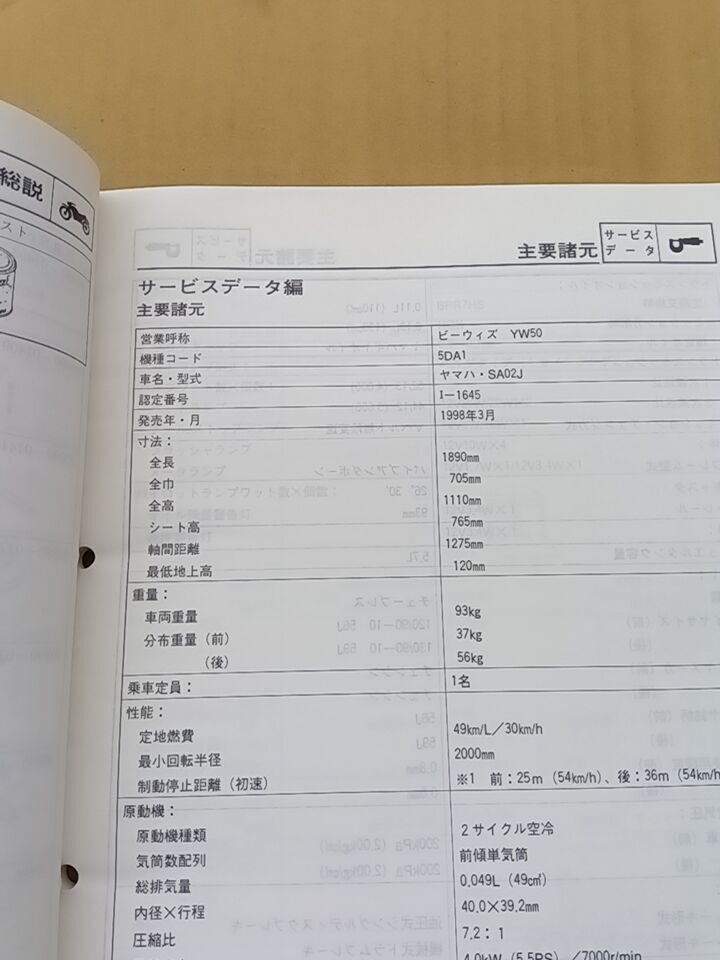 総説
スト
主要諸元
サービス
データ
サービスデータ編
主要諸元
営業呼称 ビーウィズ YW50
機種コード 5DA1
車名・型式 ヤマハ・SA02J
認定番号 I-1645
発売年・月 1998年3月
寸法:
全長 1890㎜
全巾 705㎜
全高 1110㎜
シート高 765㎜
軸間距離 1275㎜
最低地上高 120㎜
重量:
車両重量 93kg
分布重量(前) 37kg
(後) 56kg
乗車定員: 1名
性能:
定地燃費 49km/L/30km/h
最小回転半径 2000mm
制動停止距離(初速) ※1 前:25m(54km/h)、後:36m(54km/h
原動機:
原動機種類 2サイクル空冷
気筒数配列 前傾単気筒
総排気量 0.049L(49㎤)
内径×行程 40.0×39.2mm
圧縮比 7.2:1
4.0kW(5.5PS)/7000r/min